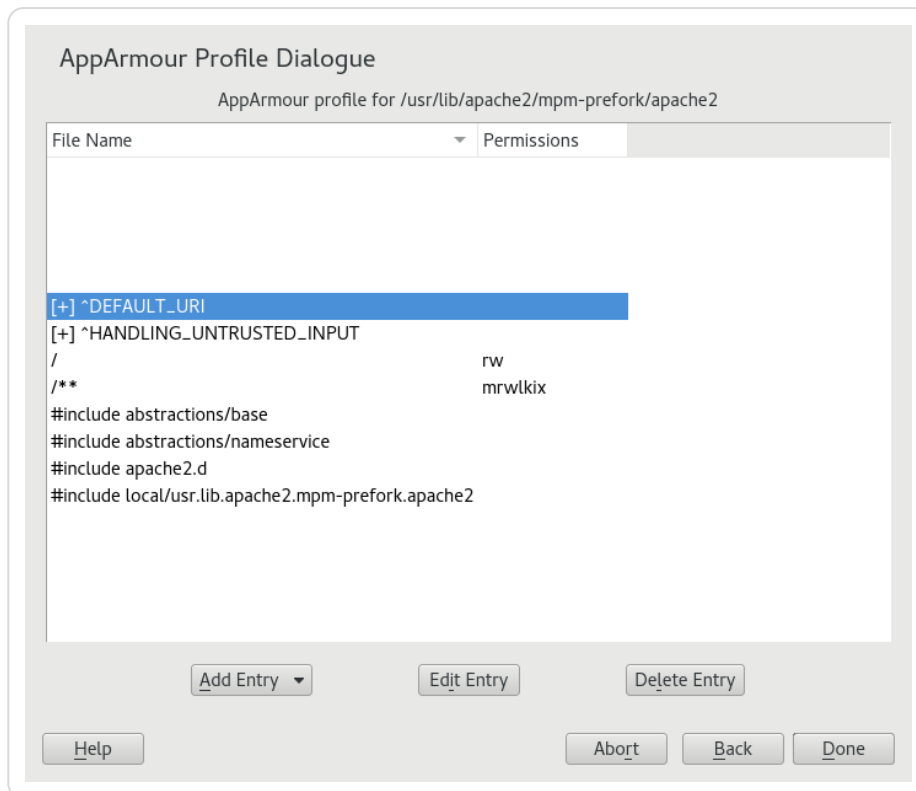 AppArmour Profile Dialogue
AppArmour profile for /usr/lib/apache2/mpm-prefork/apache2
File Name Permissions
[+] ^DEFAULT_URI
[+] ^HANDLING_UNTRUSTED_INPUT
/ rw
/** mrwlkix
#include abstractions/base
#include abstractions/nameservice
#include apache2.d
#include local/usr.lib.apache2.mpm-prefork.apache2
Add Entry Edit Entry Delete Entry
Help Abort Back Done